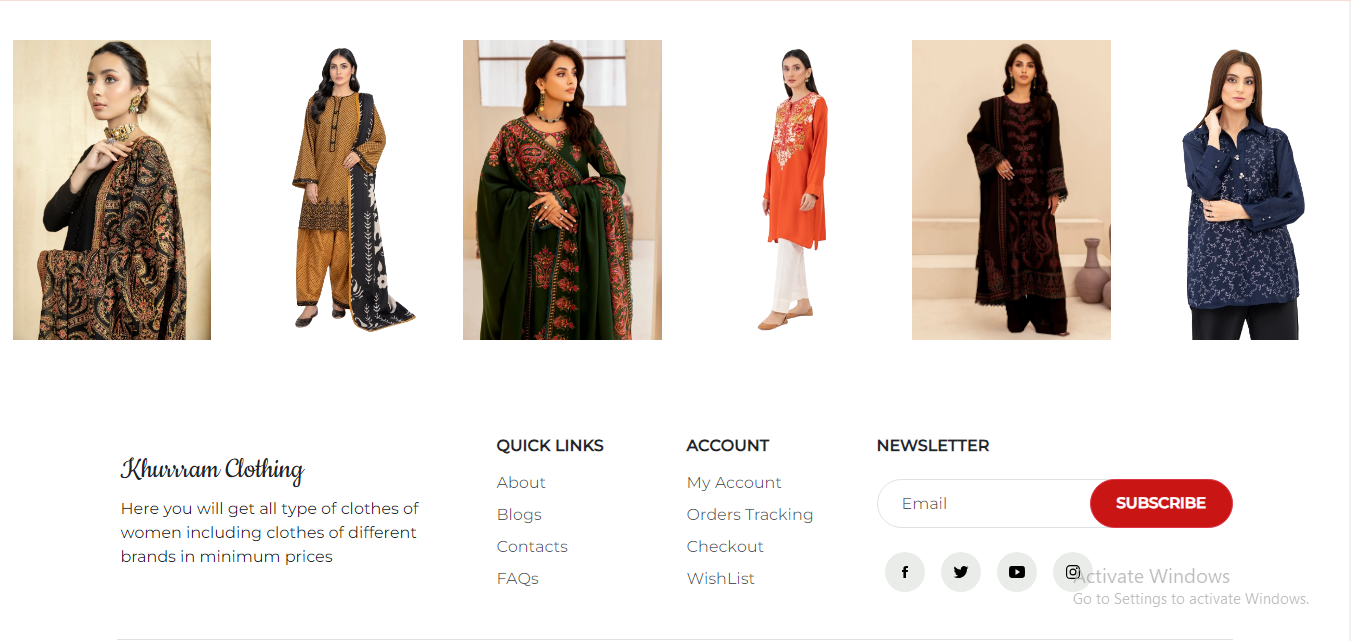 Khurrram Clothing
Here you will get all type of clothes of
women including clothes of different
brands in minimum prices
QUICK LINKS
About
Blogs
Contacts
FAQs
ACCOUNT
My Account
Orders Tracking
Checkout
WishList
NEWSLETTER
Email
SUBSCRIBE
Activate Windows
Go to Settings to activate Windows.